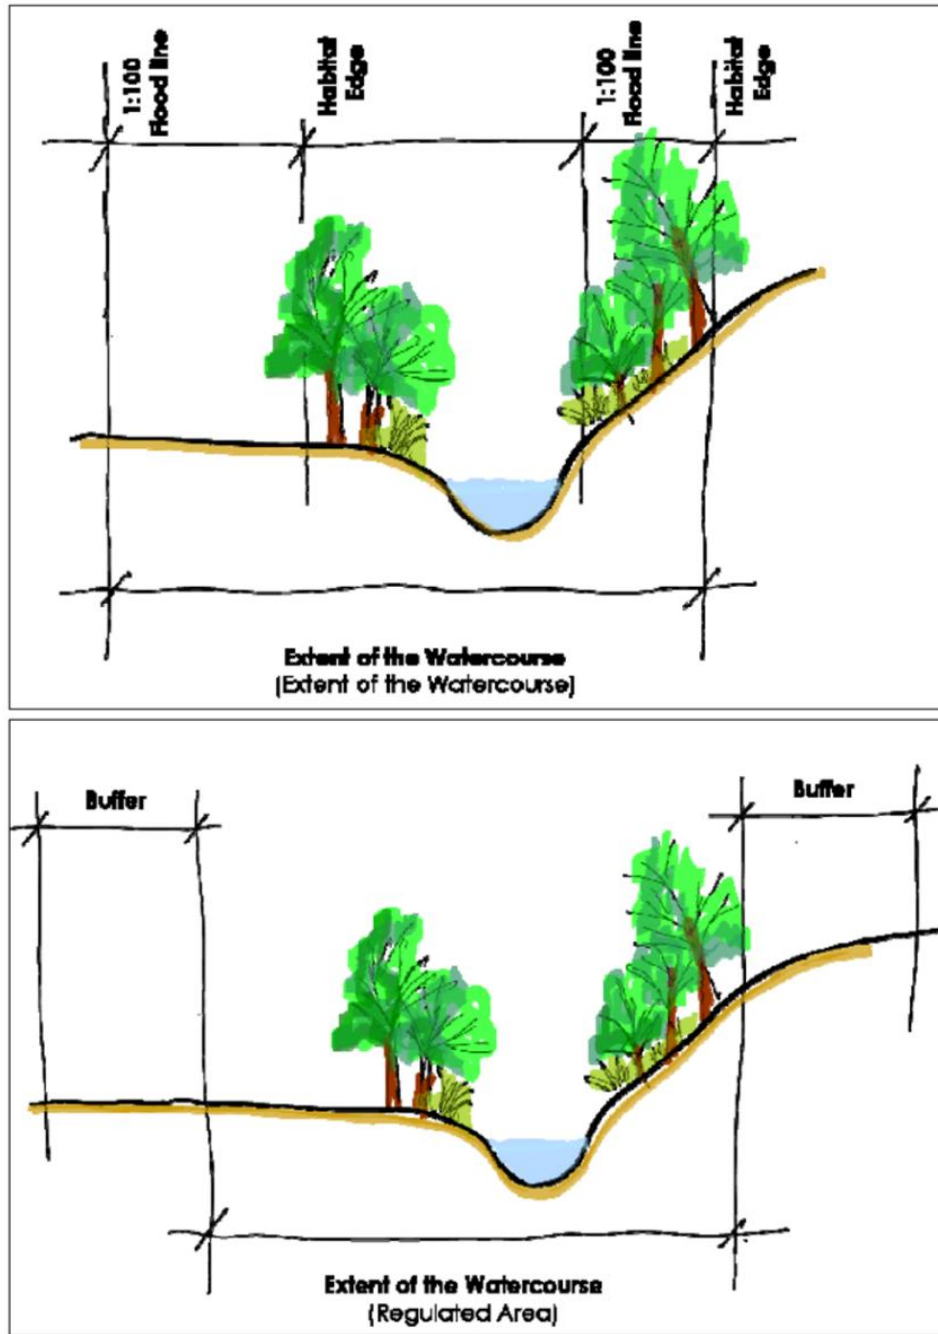 1:100
Flood line
Habitat
Edge
1:100
Flood line
Habitat
Edge
Extent of the Watercourse
(Extent of the Watercourse)
Buffer
Buffer
Extent of the Watercourse
(Regulated Area)